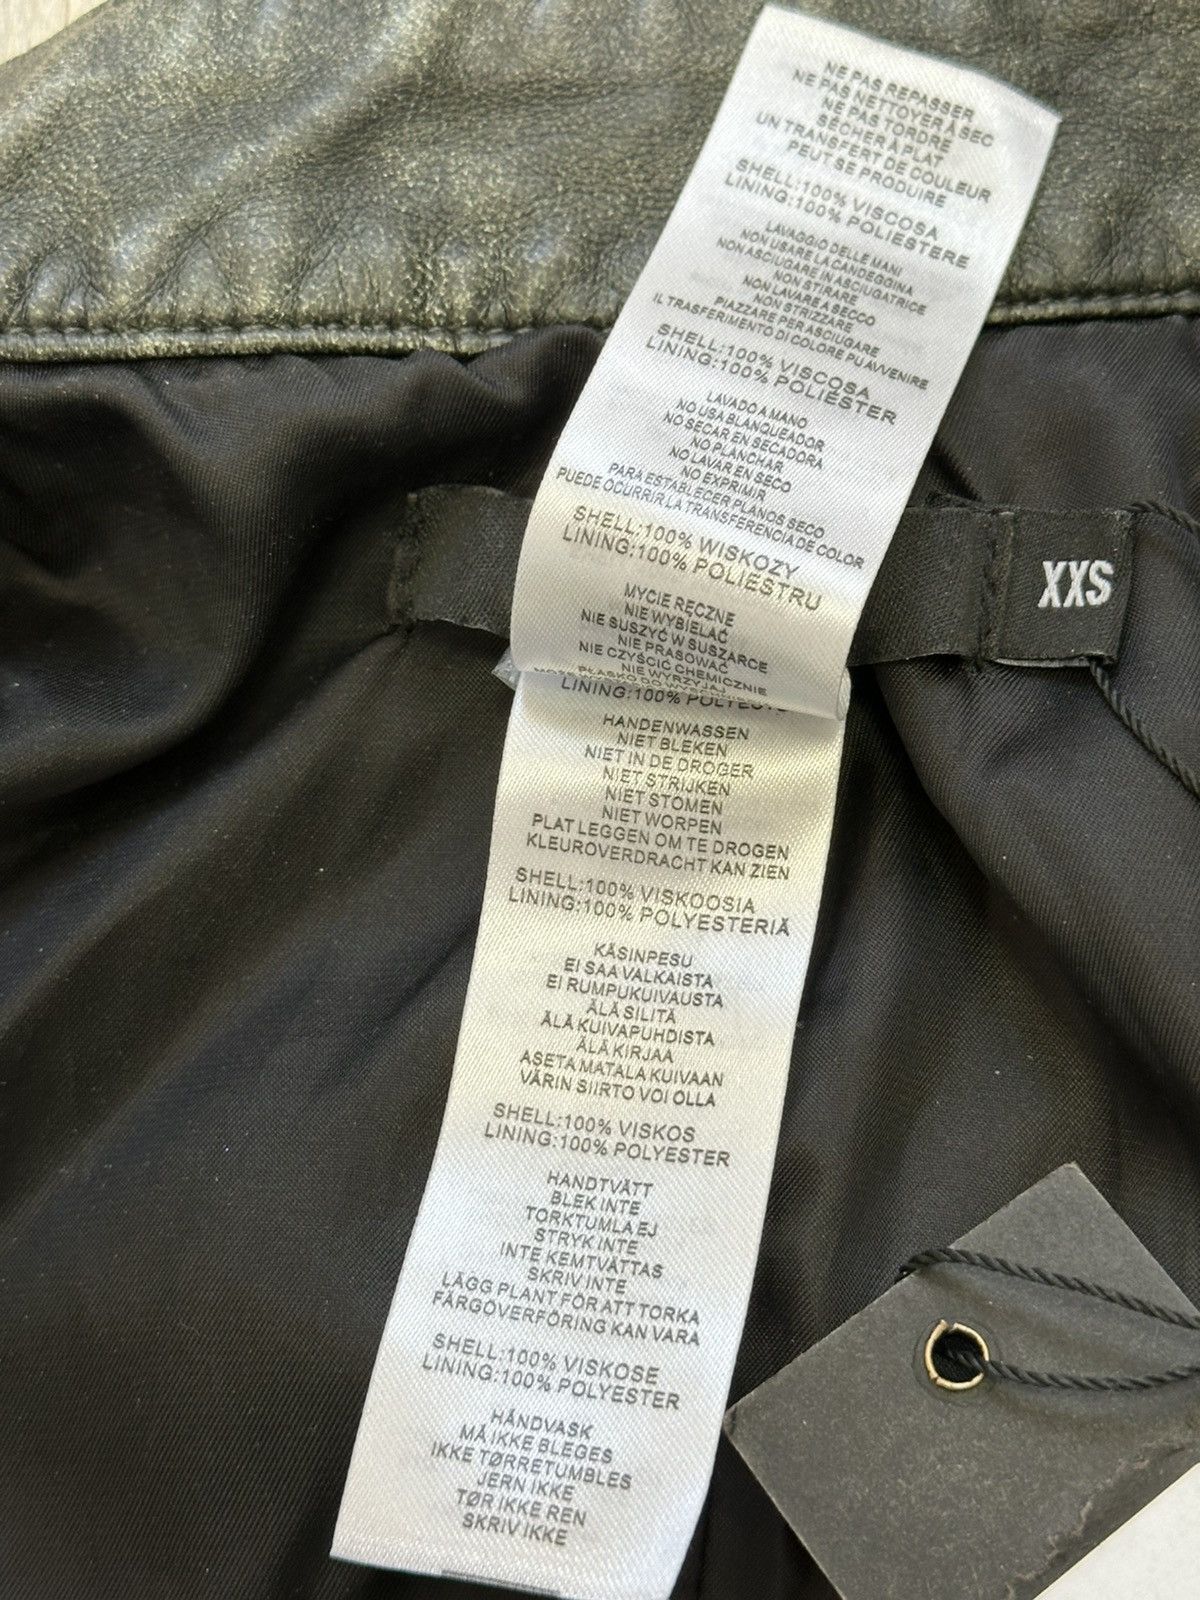 NE PAS REPASSER
NE PAS NETTOYER À SEC
NE PAS TORDRE
SÉCHER À PLAT
UN TRANSFERT DE COULEUR
PEUT SE PRODUIRE
SHELL:100% VISCOSA
LINING:100% POLIESTERE
LAVAGGIO DELLE MANI
NON USARE LA CANDEGGINA
NON ASCIUGARE IN ASCIUGATRICE
NON STIRARE
NON LAVARE A SECCO
NON STRIZZARE
PIAZZARE PER ASIUGARE
IL TRASFERIMENTO DI COLORE PU AVVENIRE
SHELL:100% VISCOSA
LINING:100% POLIÉSTER
LAVADO A MANO
NO USA BLANQUEADOR
NO SECAR EN SECADORA
NO PLANCHAR
NO LAVAR EN SECO
NO EXPRIMIR
PARA ESTABLECER PLANOS SECO
PUEDE OCURRIR LA TRANSFERENCIA DE COLOR
SHELL:100% WISKOZY
LINING:100% POLIESTRU
MYCIE RĘCZNE
NIE WYBIELAĆ
NIE SUSZYĆ W SUSZARCE
NIE PRASOWAĆ
NIE CZYŚCIĆ CHEMICZNIE
NIE WYRZYJAJ
PŁASKO DO
LINING:100%
HANDENWASSEN
NIET BLEKEN
NIET IN DE DROGER
NIET STRIJKEN
NIET STOMEN
NIET WORPEN
PLAT LEGGEN OM TE DROGEN
KLEUROVERDRACHT KAN ZIEN
SHELL:100% VISKOOSIA
LINING:100% POLYESTERIÄ
KÄSINPESU
EI SAA VALKAISTA
EI RUMPUKUIVAUSTA
ÄLÄ SILITÄ
ÄLÄ KUIVAPUHDISTA
ÄLÄ KIRJAA
ASETA MATALA KUIVAAN
VÄRIN SIIRTO VOI OLLA
SHELL:100% VISKOS
LINING:100% POLYESTER
HANDTVÄTT
BLEK INTE
TORKTUMLA EJ
STRYK INTE
INTE KEMTVÄTTAS
SKRIV INTE
LÄGG PLANT FÖR ATT TORKA
FÄRGÖVERFÖRING KAN VARA
SHELL:100% VISKOSE
LINING:100% POLYESTER
HÅNDVASK
MÅ IKKE BLEGES
IKKE TØRRETUMBLES
JERN IKKE
TØR IKKE REN
SKRIV IKKE
XXS